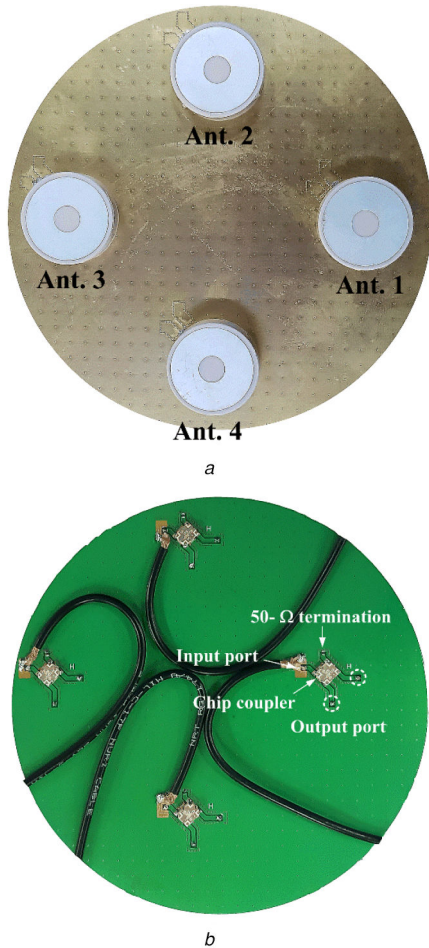 Ant. 2
Ant. 3
Ant. 1
Ant. 4
a
H
50- Ω termination
Input port
H
H
Chip coupler
Output port
H
b